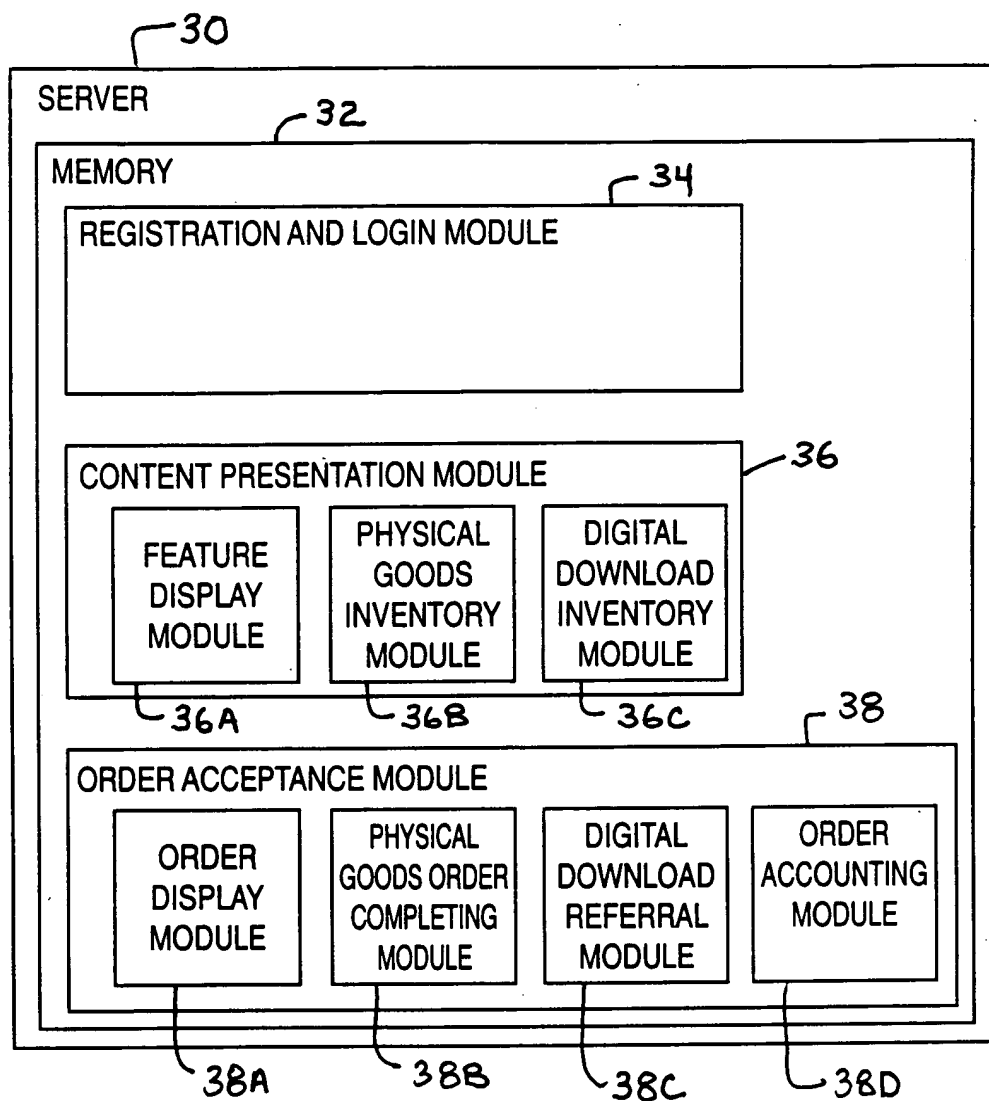 30
SERVER
32
MEMORY
34
REGISTRATION AND LOGIN MODULE
36
CONTENT PRESENTATION MODULE
FEATURE
DISPLAY
MODULE
PHYSICAL
GOODS
INVENTORY
MODULE
DIGITAL
DOWNLOAD
INVENTORY
MODULE
36A
36B
36C
38
ORDER ACCEPTANCE MODULE
ORDER
DISPLAY
MODULE
PHYSICAL
GOODS ORDER
COMPLETING
MODULE
DIGITAL
DOWNLOAD
REFERRAL
MODULE
ORDER
ACCOUNTING
MODULE
38A
38B
38C
38D